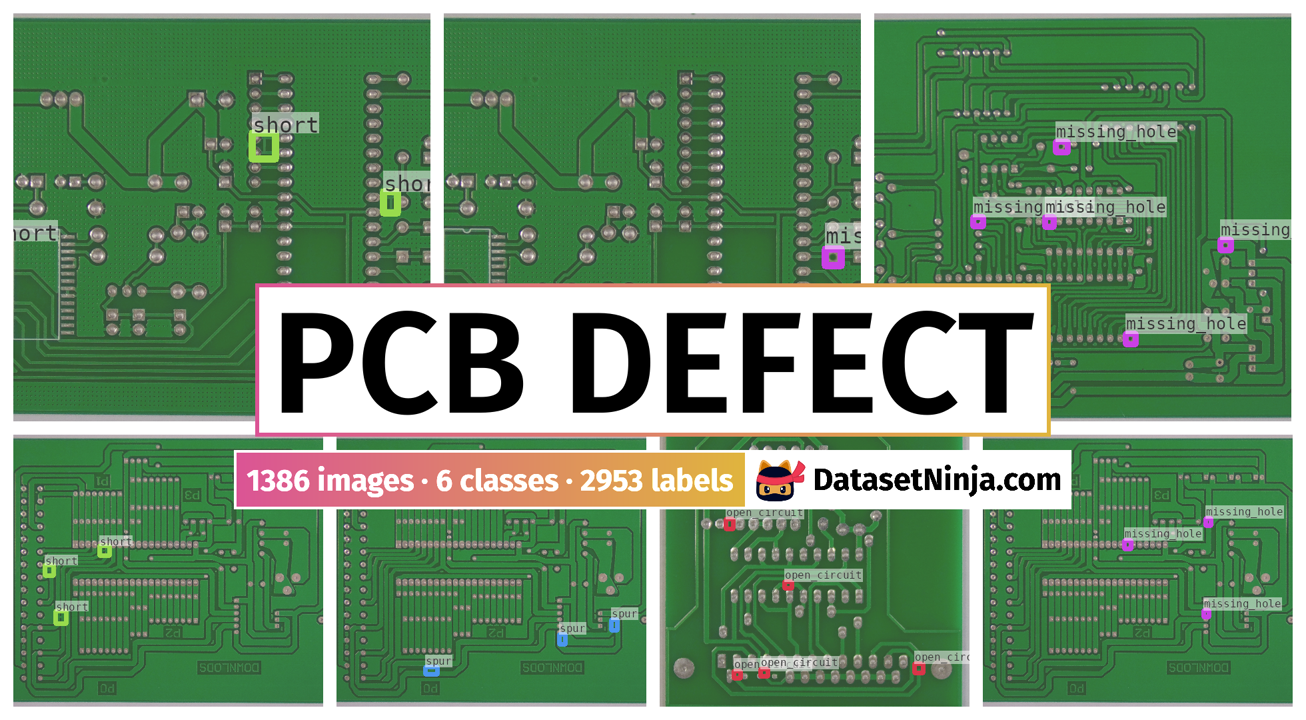 short
shor
hort
mis
missing_hole
missing
missing_hole
missing
missing_hole
PCB DEFECT
1386 images · 6 classes · 2953 labels
DatasetNinja.com
short
short
short
spur
spur
spur
open_circuit
open_circuit
open
open_circuit
open_circ
missing_hole
missing_hole
missing_hole